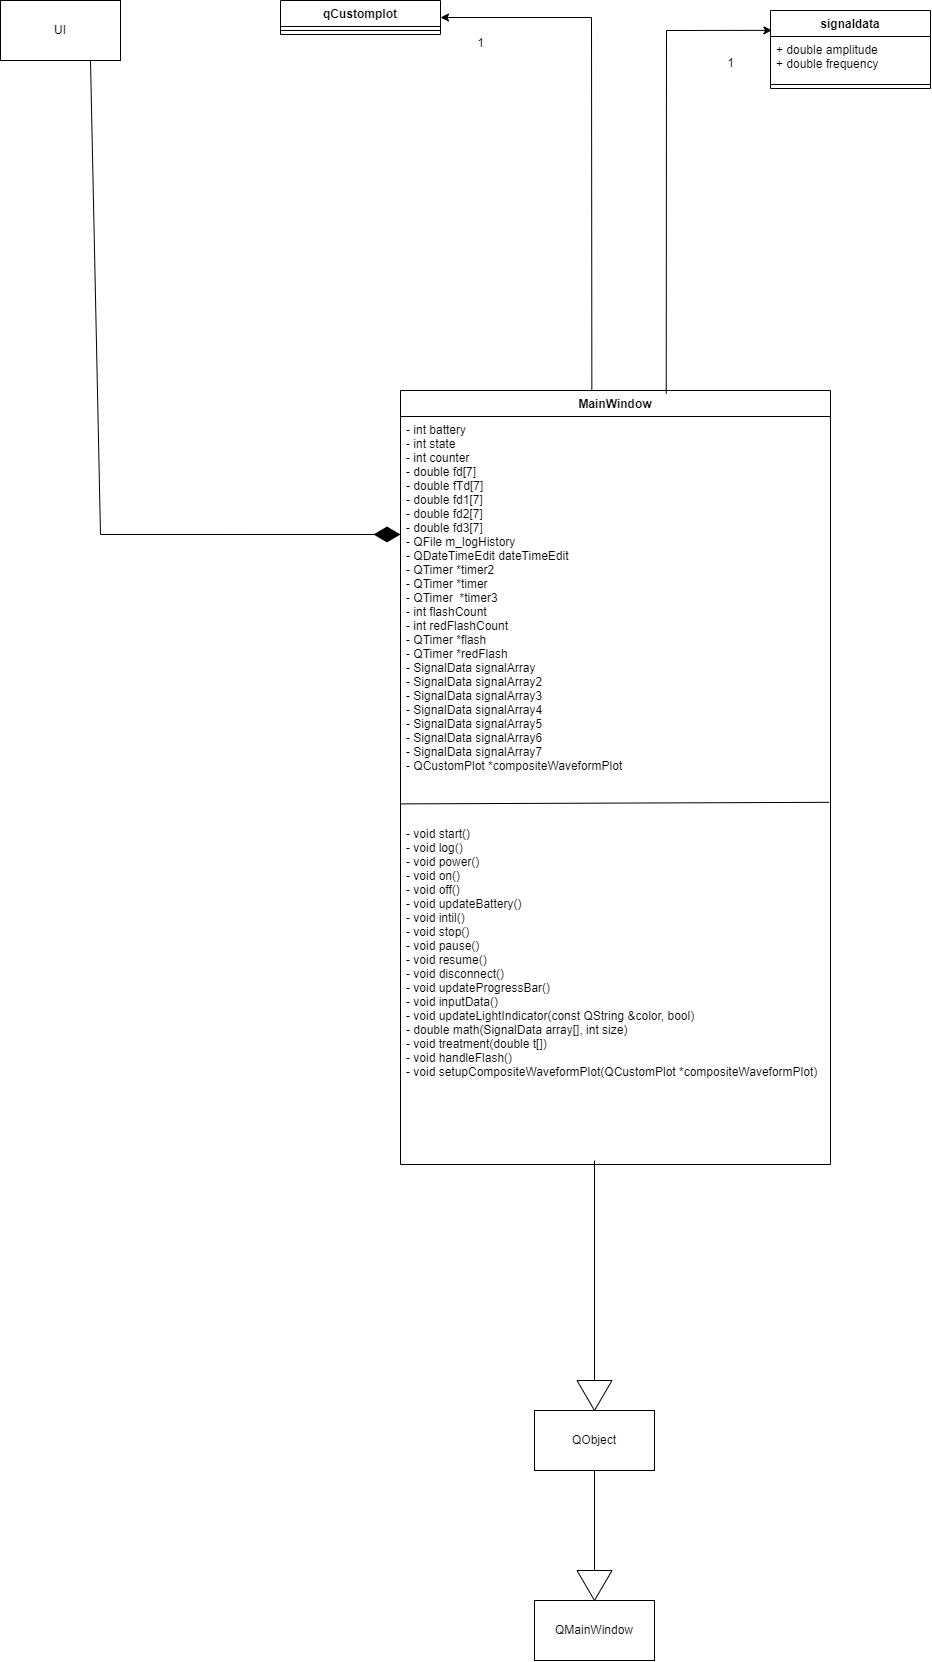 UI
qCustomplot
1
signaldata
+ double amplitude
+ double frequency
1
MainWindow
- int battery
- int state
- int counter
- double fd[7]
- double fTd[7]
- double fd1[7]
- double fd2[7]
- double fd3[7]
- QFile m_logHistory
- QDateTimeEdit dateTimeEdit
- QTimer *timer2
- QTimer *timer
- QTimer  *timer3
- int flashCount
- int redFlashCount
- QTimer *flash
- QTimer *redFlash
- SignalData signalArray
- SignalData signalArray2
- SignalData signalArray3
- SignalData signalArray4
- SignalData signalArray5
- SignalData signalArray6
- SignalData signalArray7
- QCustomPlot *compositeWaveformPlot
- void start()
- void log()
- void power()
- void on()
- void off()
- void updateBattery()
- void intil()
- void stop()
- void pause()
- void resume()
- void disconnect()
- void updateProgressBar()
- void inputData()
- void updateLightIndicator(const QString &color, bool)
- double math(SignalData array[], int size)
- void treatment(double t[])
- void handleFlash()
- void setupCompositeWaveformPlot(QCustomPlot *compositeWaveformPlot)
QObject
QMainWindow